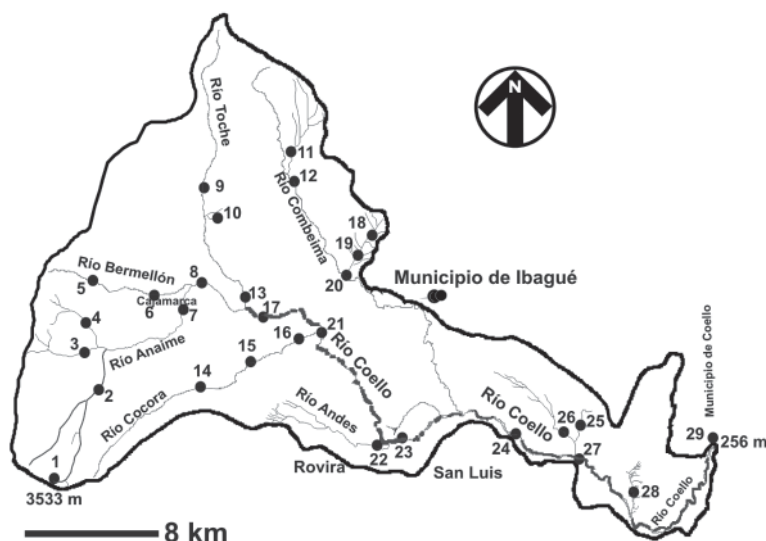 N
Río Toche
11
12
Río Combeima
9
10
18
19
20
Municipio de Ibagué
Río Bermellón
8
5
6
Cajamarca
7
13
17
4
3
Río Anaime
16
21
15
14
2
Río Cocora
Río Coello
Río Andes
Río Coello
26
25
Municipio de Coello
29
256 m
22
23
24
27
1
3533 m
Rovira
San Luis
28
Río Coello
8 km